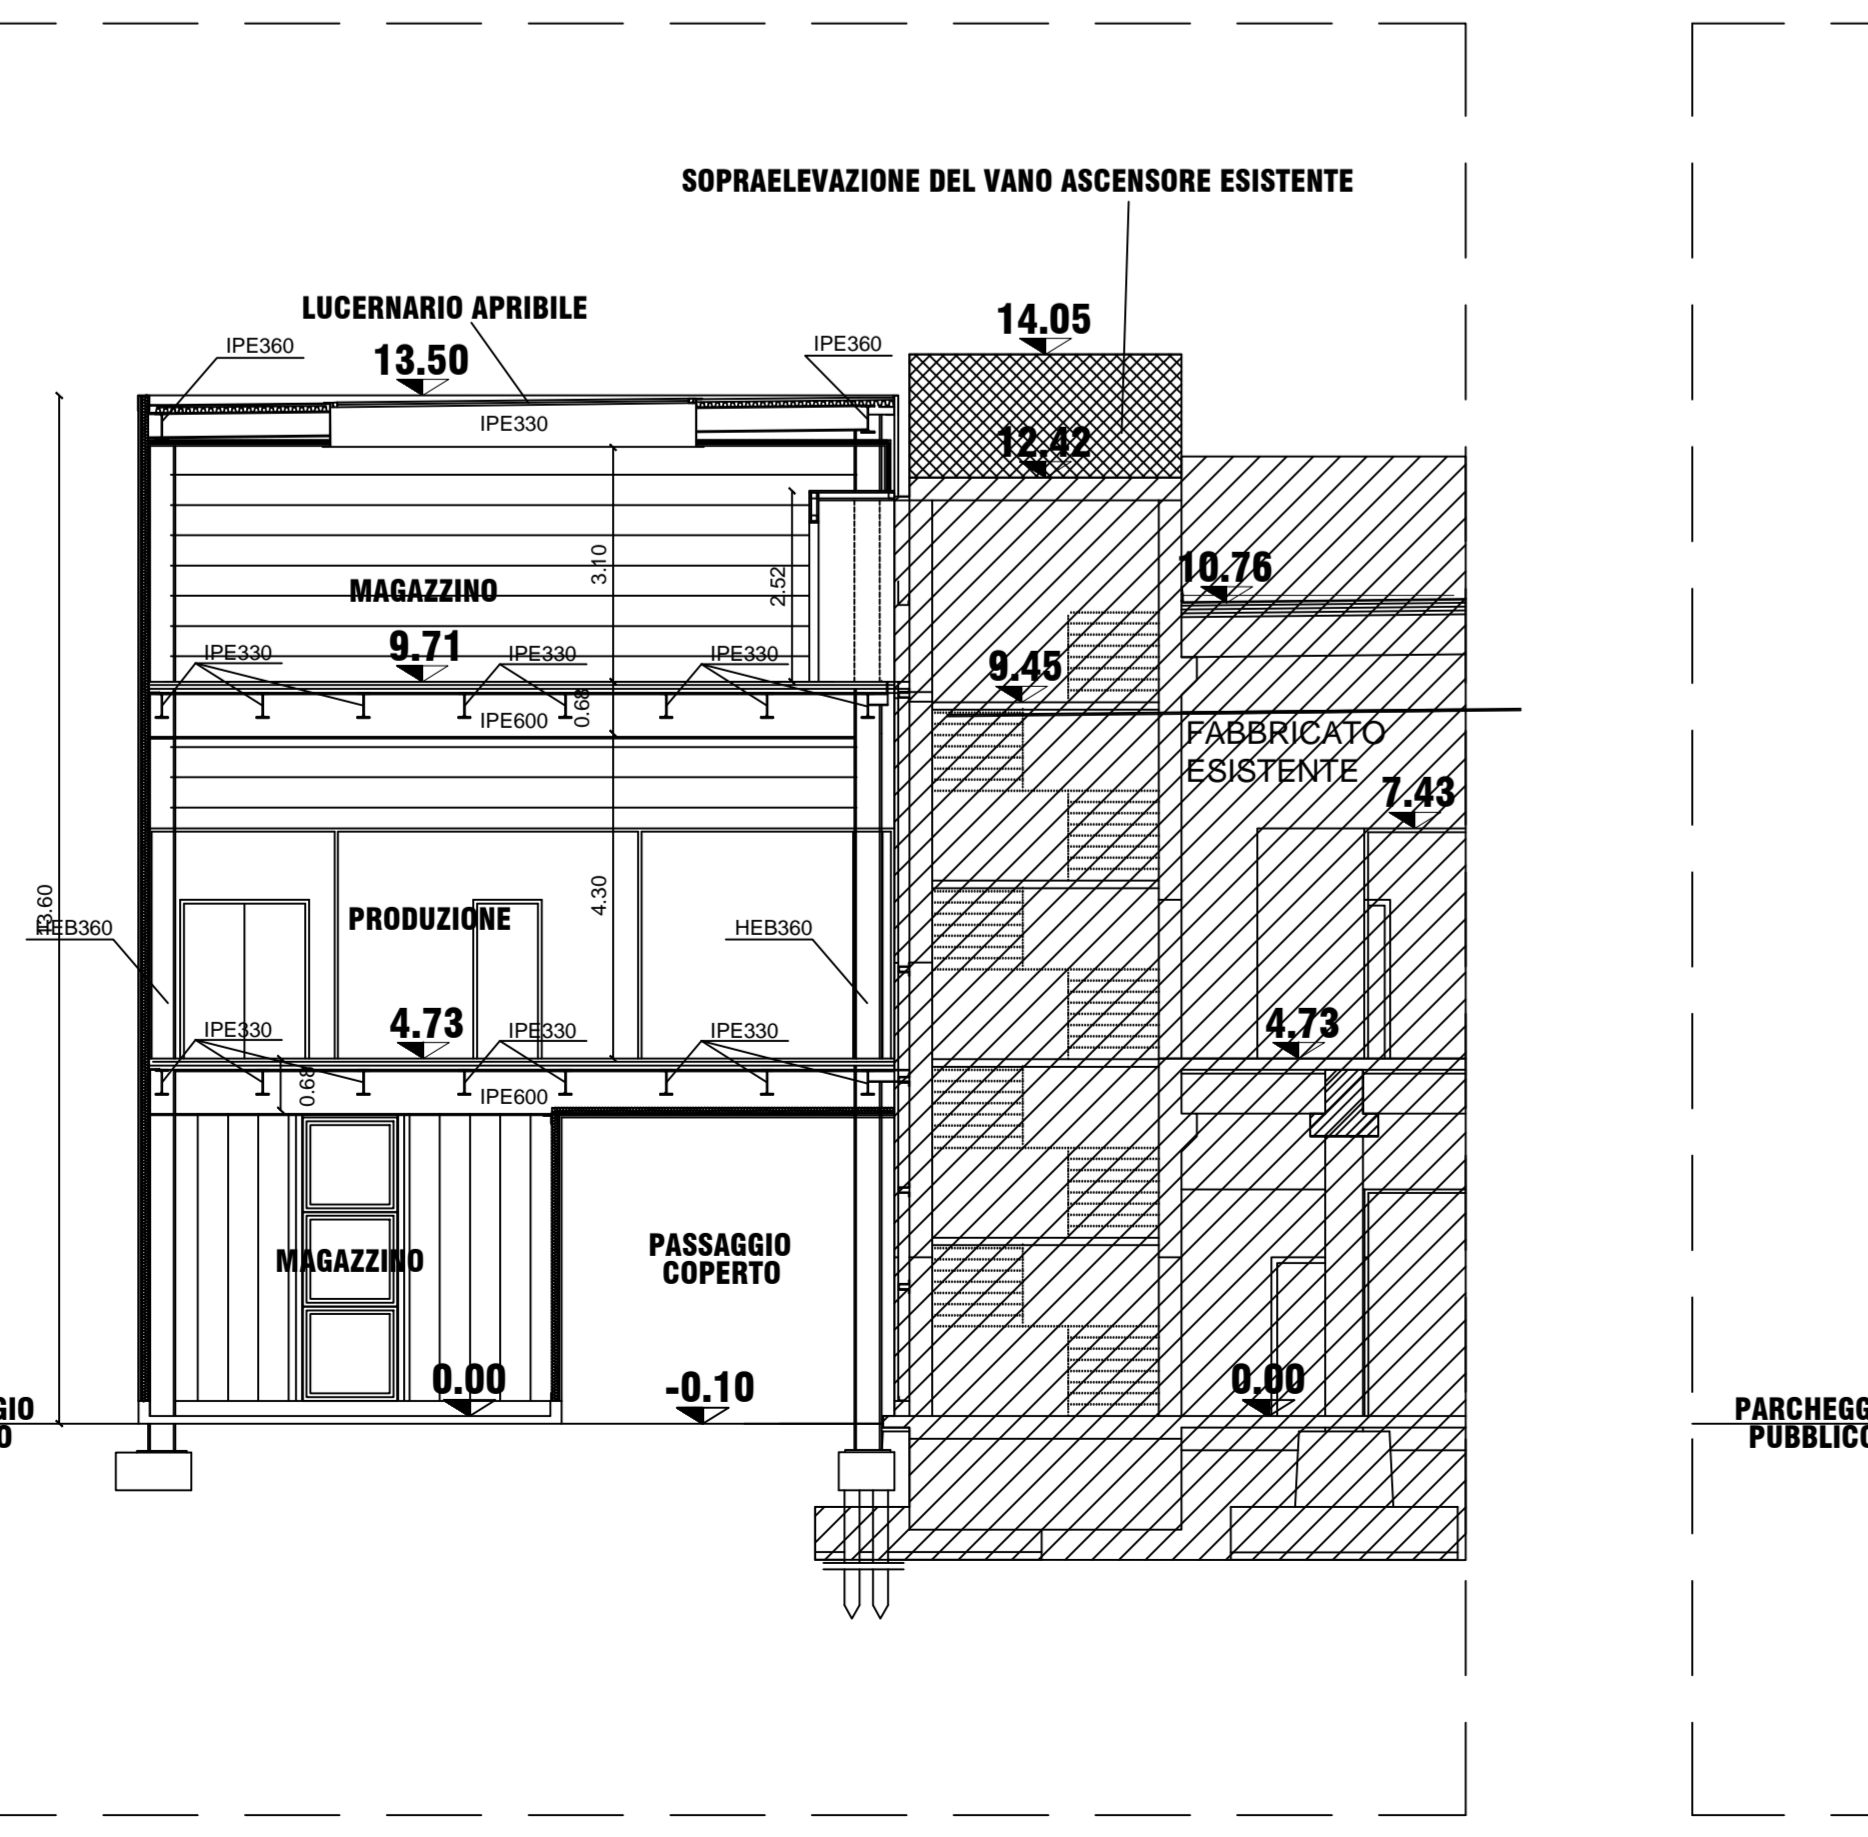 SOPRAELEVAZIONE DEL VANO ASCENSORE ESISTENTE
LUCERNARIO APRIBILE
14.05
IPE360
13.50
IPE360
IPE330
12.42
3.10
2.52
MAGAZZINO
10.76
IPE330
9.71
IPE330
IPE330
9.45
0.68
IPE600
FABBRICATO
ESISTENTE
7.43
13.60
HEB360
4.30
PRODUZIONE
HEB360
IPE330
4.73
IPE330
IPE330
4.73
0.68
IPE600
MAGAZZINO
PASSAGGIO
COPERTO
0.00
-0.10
0.00
GIO
O
PARCHEGG
PUBBLICO